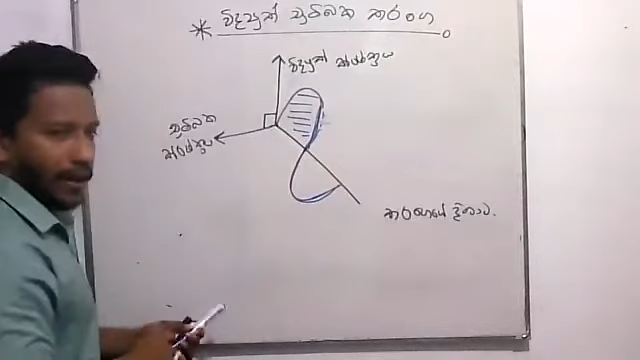 * විද්‍යුත් චුම්බක තරංග
විද්‍යුත් ක්ෂේත්‍රය
චුම්බක
ක්ෂේත්‍රය
තරංගයේ දිශාව.